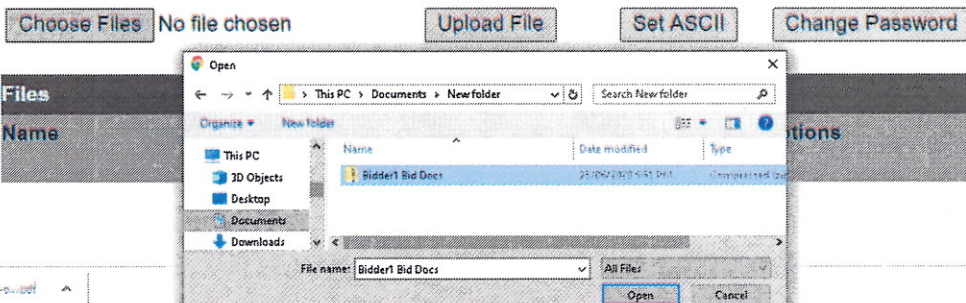 Choose Files No file chosen Upload File Set ASCII Change Password
Open
This PC > Documents > New folder Search New folder
Files
Organize New folder
Name
Name Date modified Type
This PC
3D Objects
Bidder1 Bid Docs
Desktop
Documents
Downloads
File name: Bidder1 Bid Docs All Files
Open Cancel